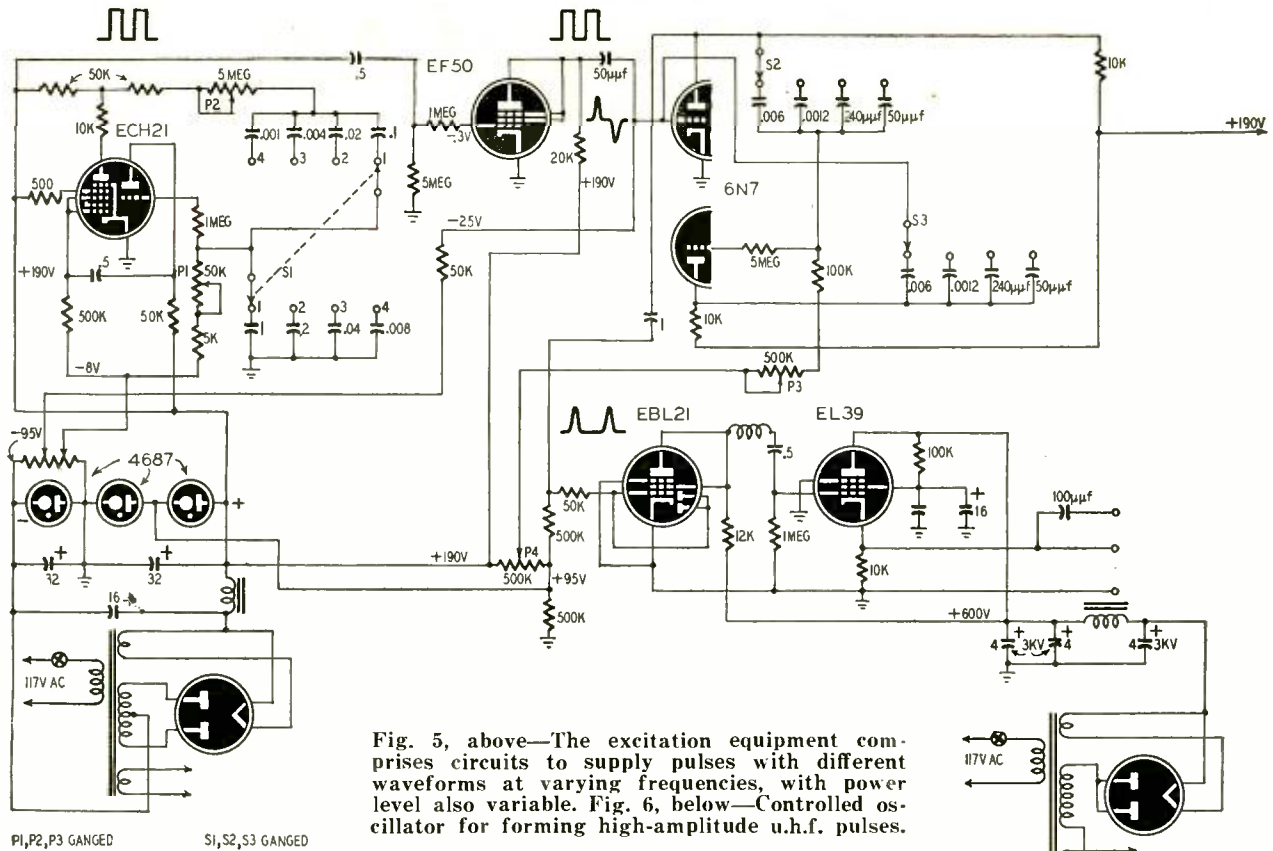 50K
5 MEG
P2
.5
EF50
50µµf
S2
10K
10K
ECH21
.001
.004
.02
.1
4
3
2
1
1MEG
-.3V
20K
.006
.0012
240µµf
50µµf
+190V
500
1MEG
5MEG
+190V
6N7
-25V
S3
5MEG
+190V
.5
P1
50K
S1
50K
100K
.006
.0012
240µµf
50µµf
500K
50K
5K
1
2
3
4
.1
.2
.04
.008
1
10K
-8V
500K
P3
-95V
4687
EBL21
EL39
-
+
50K
.5
100K
+
16
100µµf
500K
12K
1MEG
10K
32
+
32
+
+190V
P4
500K
+95V
500K
+600V
16
4
+
3KV
+
4
4
+
3KV
117V AC
117V AC
Fig. 5, above—The excitation equipment com-
prises circuits to supply pulses with different
waveforms at varying frequencies, with power
level also variable. Fig. 6, below—Controlled os-
cillator for forming high-amplitude u.h.f. pulses.
P1,P2,P3 GANGED
S1,S2,S3 GANGED